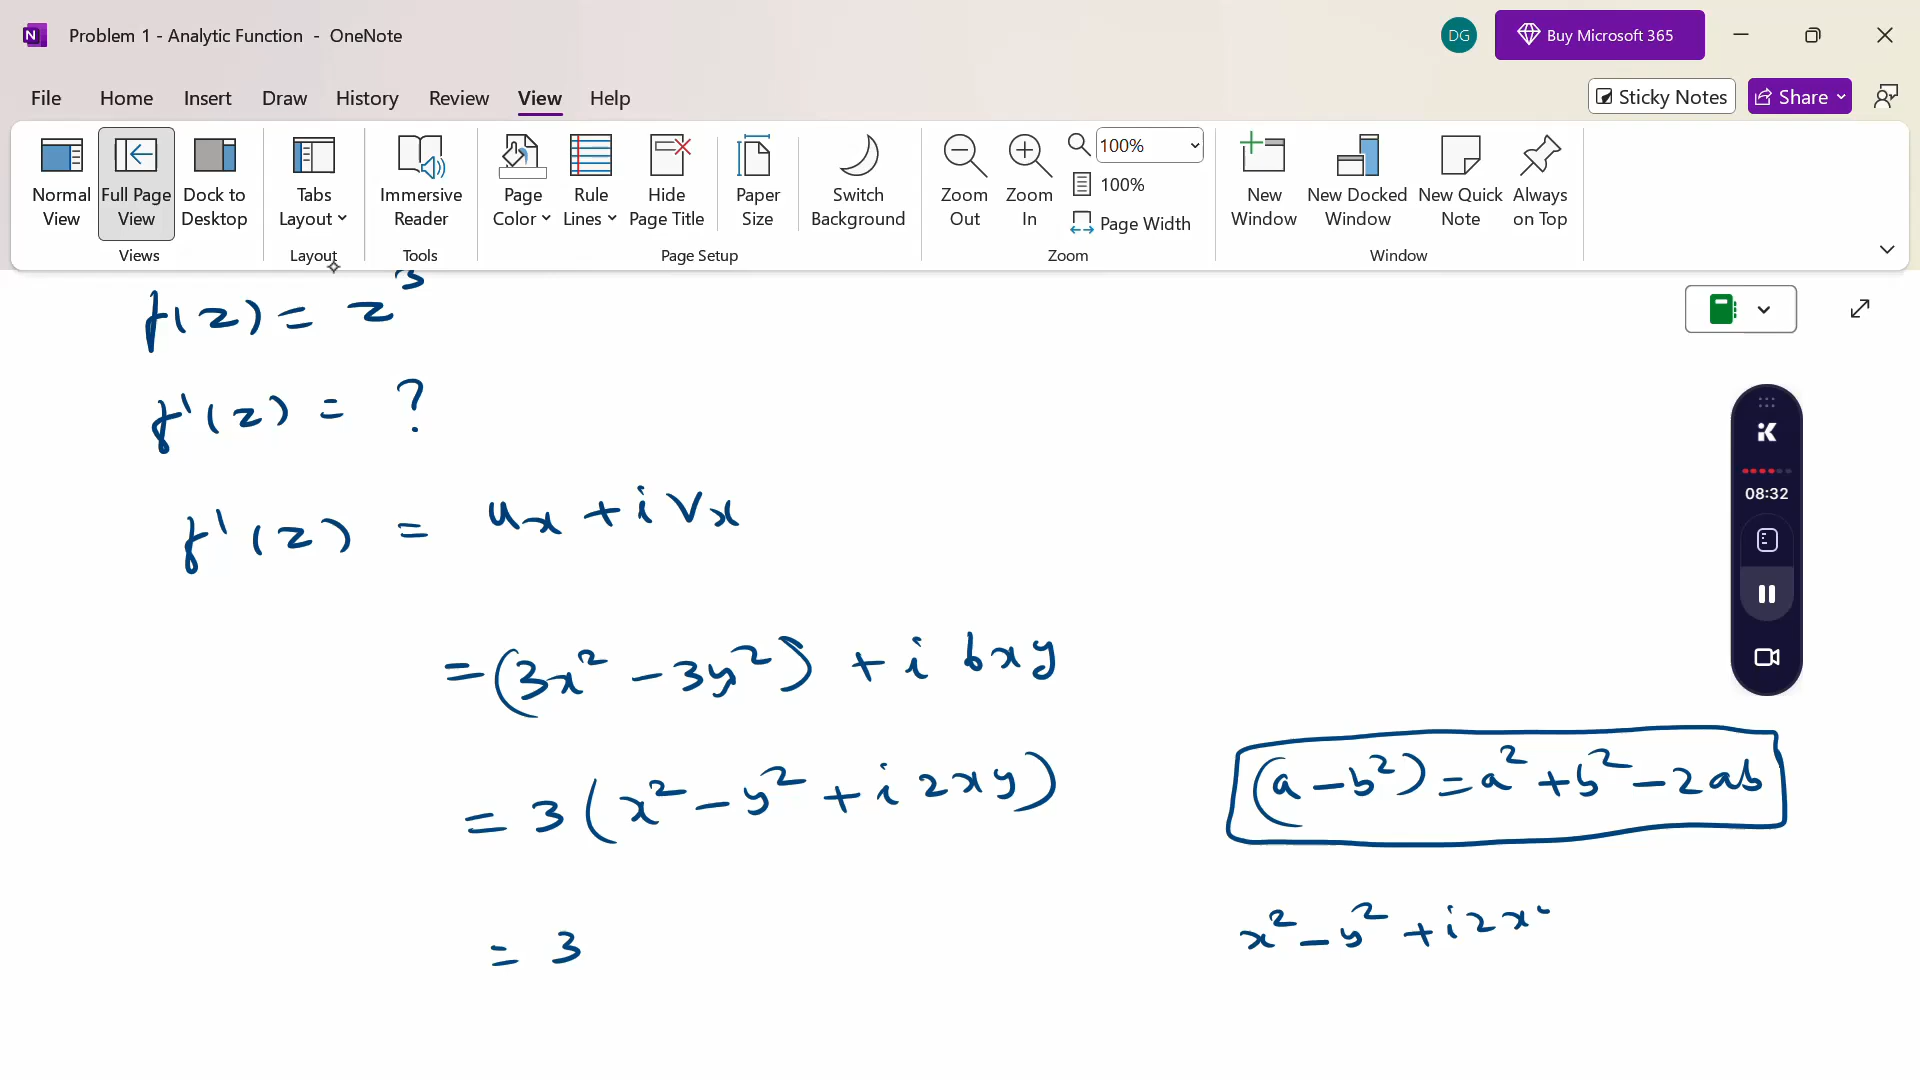 Problem 1 - Analytic Function - OneNote
DG
Buy Microsoft 365
File Home Insert Draw History Review View Help
Sticky Notes
Share
Normal View
Full Page View
Dock to Desktop
Views
Tabs Layout
Layout
Immersive Reader
Tools
Page Color
Rule Lines
Hide Page Title
Paper Size
Page Setup
Switch Background
Zoom Out
Zoom In
100%
100%
Page Width
Zoom
New Window
New Docked Window
New Quick Note
Always on Top
Window
f(z) = z³
f'(z) = ?
f'(z) = uₓ + i vₓ
= (3x² - 3y²) + i 6xy
= 3 (x² - y² + i 2xy)
(a - b²) = a² + b² - 2ab
= 3
x² - y² + i 2x
08:32